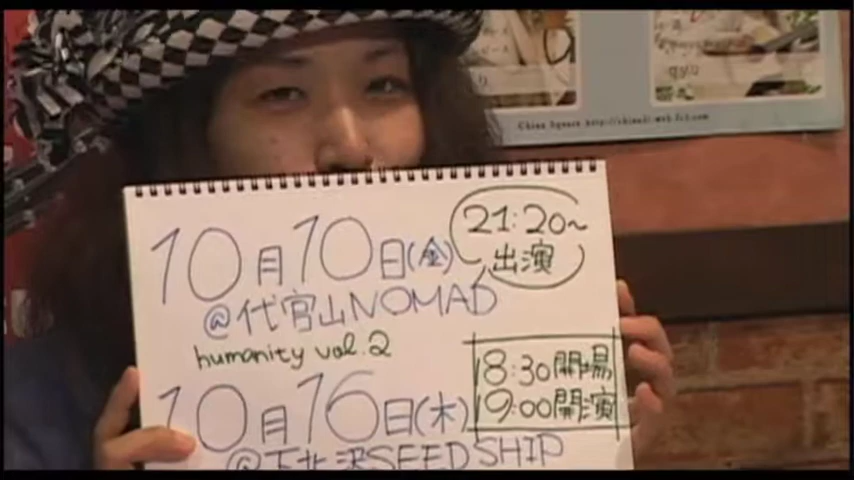 10月10日(金)
21:20~
出演
@代官山NOMAD
humanity vol.2
18:30開場
19:00開演
10月16日(木)
@下北沢SEEDSHIP
China Square